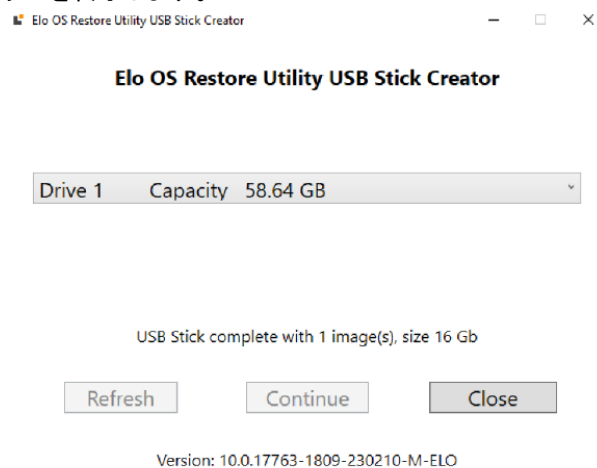 Elo OS Restore Utility USB Stick Creator
Elo OS Restore Utility USB Stick Creator
Drive 1 Capacity 58.64 GB
USB Stick complete with 1 image(s), size 16 Gb
Refresh Continue Close
Version: 10.0.17763-1809-230210-M-ELO